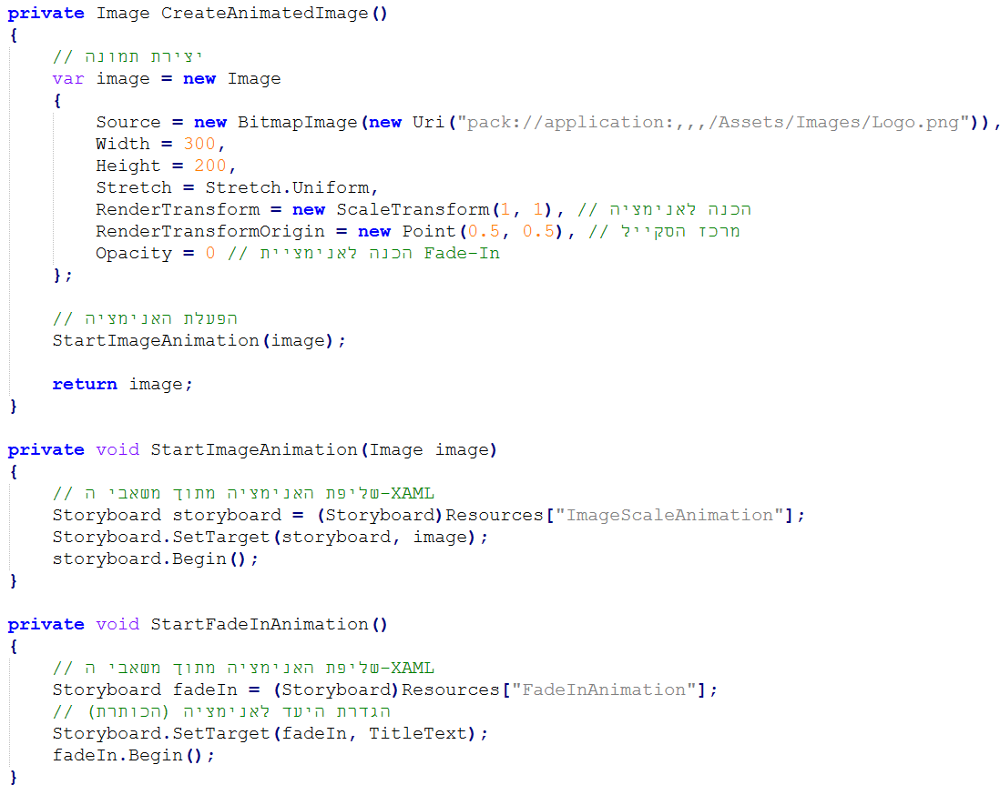 private Image CreateAnimatedImage()
{
    // יצירת תמונה
    var image = new Image
    {
        Source = new BitmapImage(new Uri("pack://application:,,,/Assets/Images/Logo.png")),
        Width = 300,
        Height = 200,
        Stretch = Stretch.Uniform,
        RenderTransform = new ScaleTransform(1, 1), // הכנה לאנימציה
        RenderTransformOrigin = new Point(0.5, 0.5), // מרכז הסקייל
        Opacity = 0 // הכנה לאנימציית Fade-In
    };

    // הפעלת האנימציה
    StartImageAnimation(image);

    return image;
}

private void StartImageAnimation(Image image)
{
    // שליפת האנימציה מתוך משאבי ה-XAML
    Storyboard storyboard = (Storyboard)Resources["ImageScaleAnimation"];
    Storyboard.SetTarget(storyboard, image);
    storyboard.Begin();
}

private void StartFadeInAnimation()
{
    // שליפת האנימציה מתוך משאבי ה-XAML
    Storyboard fadeIn = (Storyboard)Resources["FadeInAnimation"];
    // הגדרת היעד לאנימציה (הכותרת)
    Storyboard.SetTarget(fadeIn, TitleText);
    fadeIn.Begin();
}